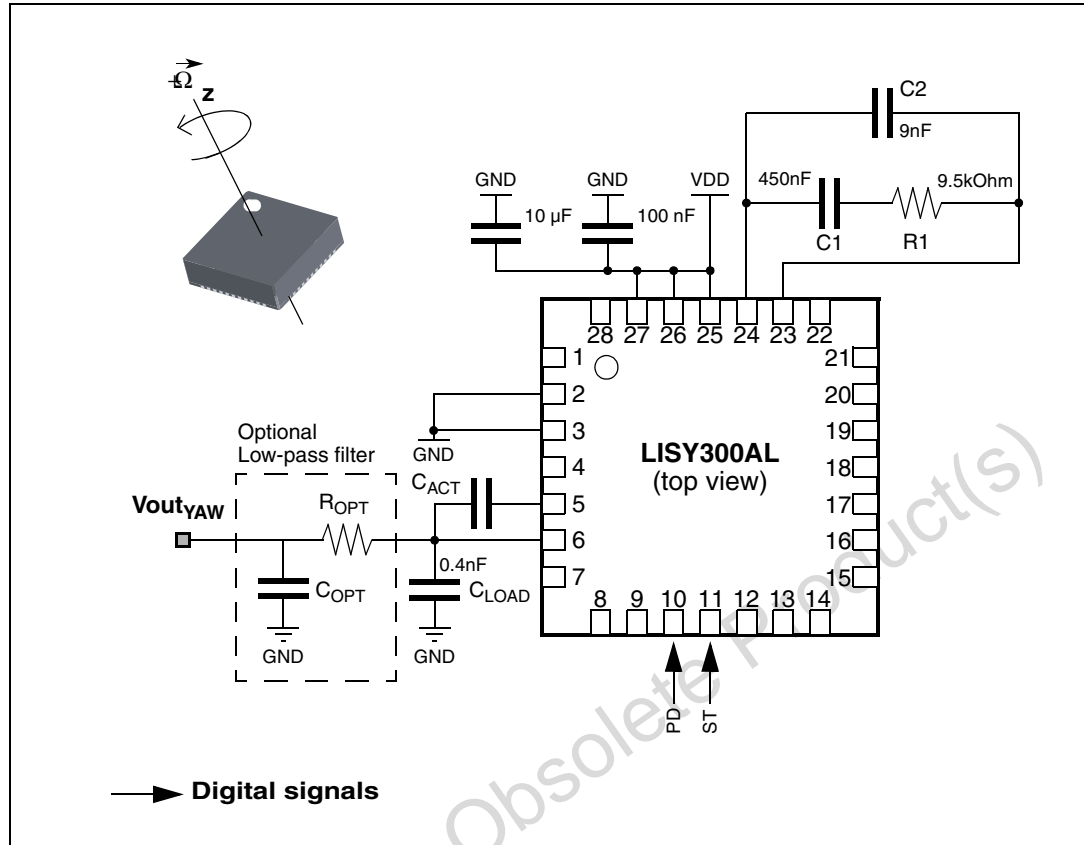 +Ω
z
C2
9nF
GND
GND
VDD
450nF
9.5kOhm
10 µF
100 nF
C1
R1
28 27 26 25 24 23 22
1
2
3
4
5
6
7
21
20
19
18
17
16
15
LISY300AL
(top view)
Optional
Low-pass filter
GND
CACT
VoutYAW
ROPT
0.4nF
COPT
CLOAD
GND
GND
8 9 10 11 12 13 14
PD
ST
Digital signals
Obsolete Product(s)